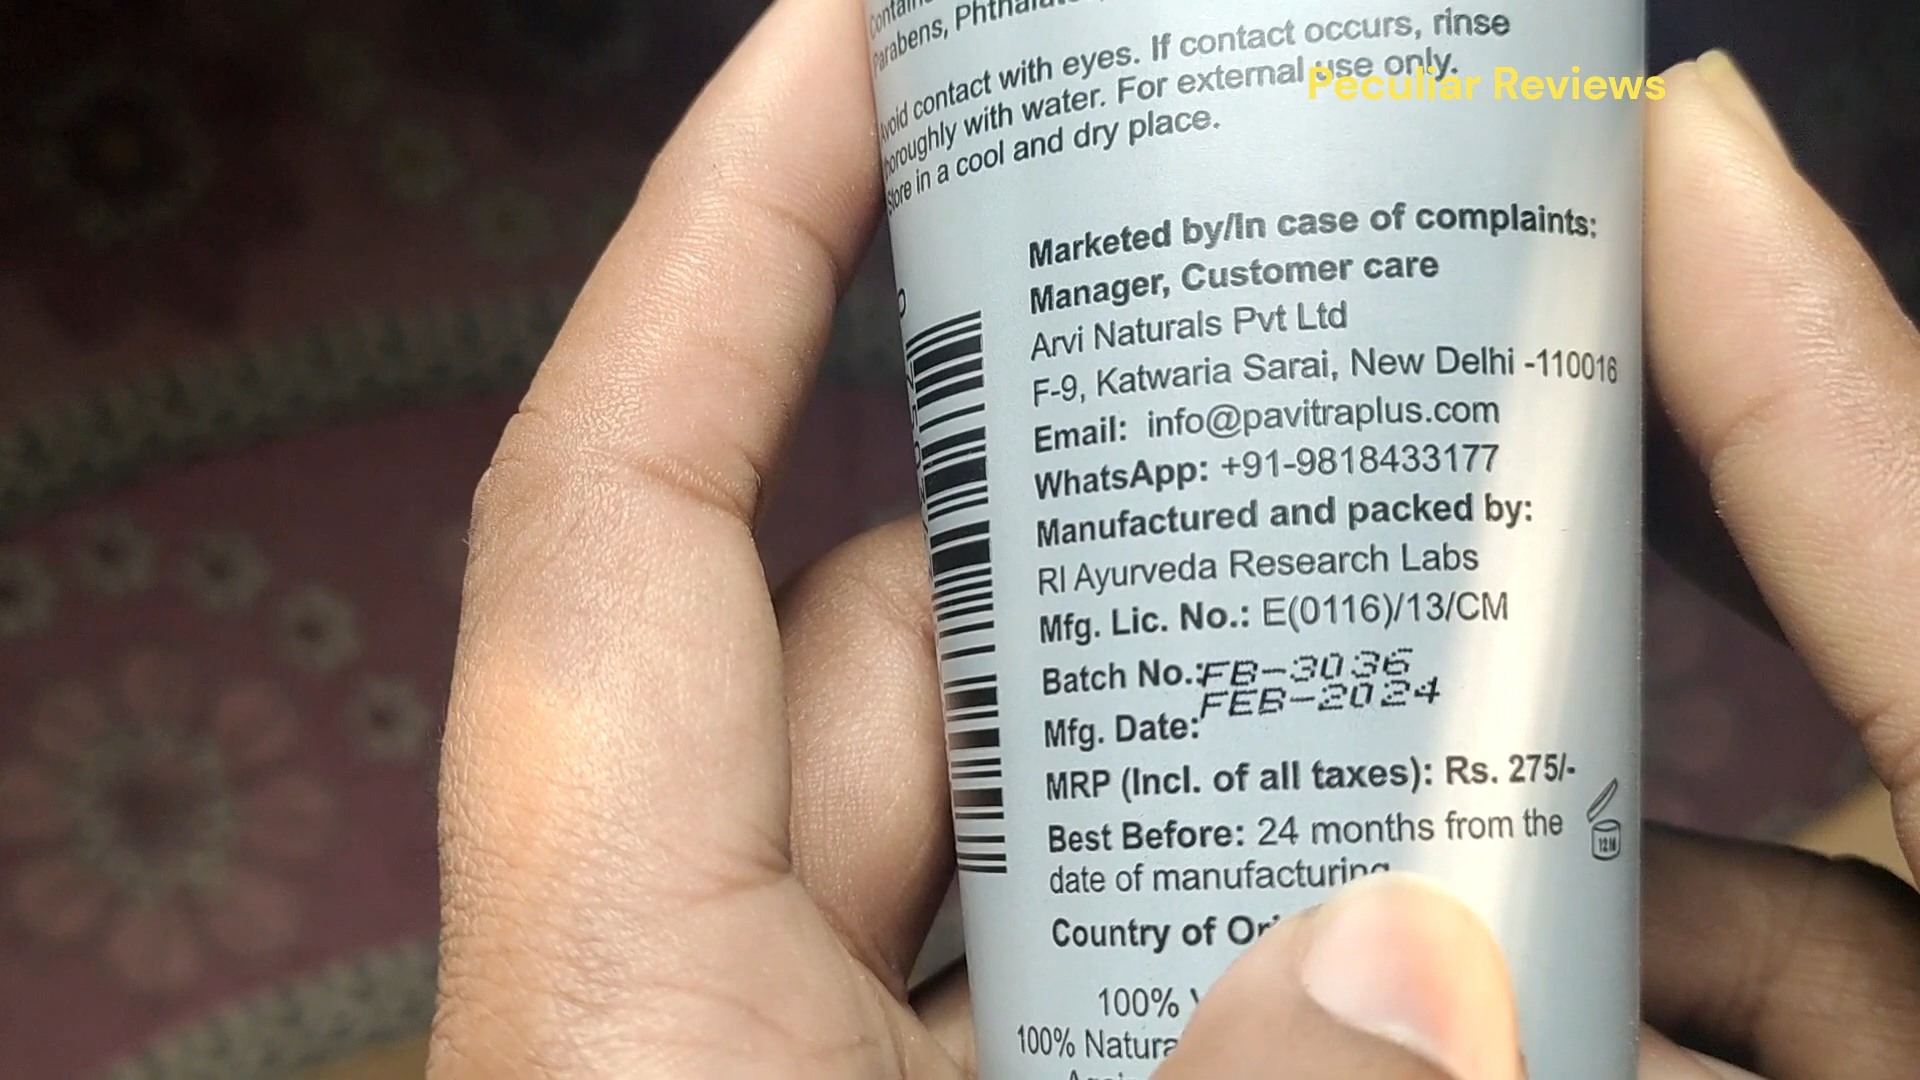 Parabens,
contact with eyes. If contact occurs, rinse
with water. For external use only.
Store in a cool and dry place.
Peculiar Reviews
Marketed by/In case of complaints:
Manager, Customer care
Arvi Naturals Pvt Ltd
F-9, Katwaria Sarai, New Delhi -110016
Email: info@pavitraplus.com
WhatsApp: +91-9818433177
Manufactured and packed by:
RI Ayurveda Research Labs
Mfg. Lic. No.: E(0116)/13/CM
Batch No.: FB-3036
Mfg. Date: FEB-2024
MRP (Incl. of all taxes): Rs. 275/-
12M
Best Before: 24 months from the
date of manufacturing
Country of
100%
100%